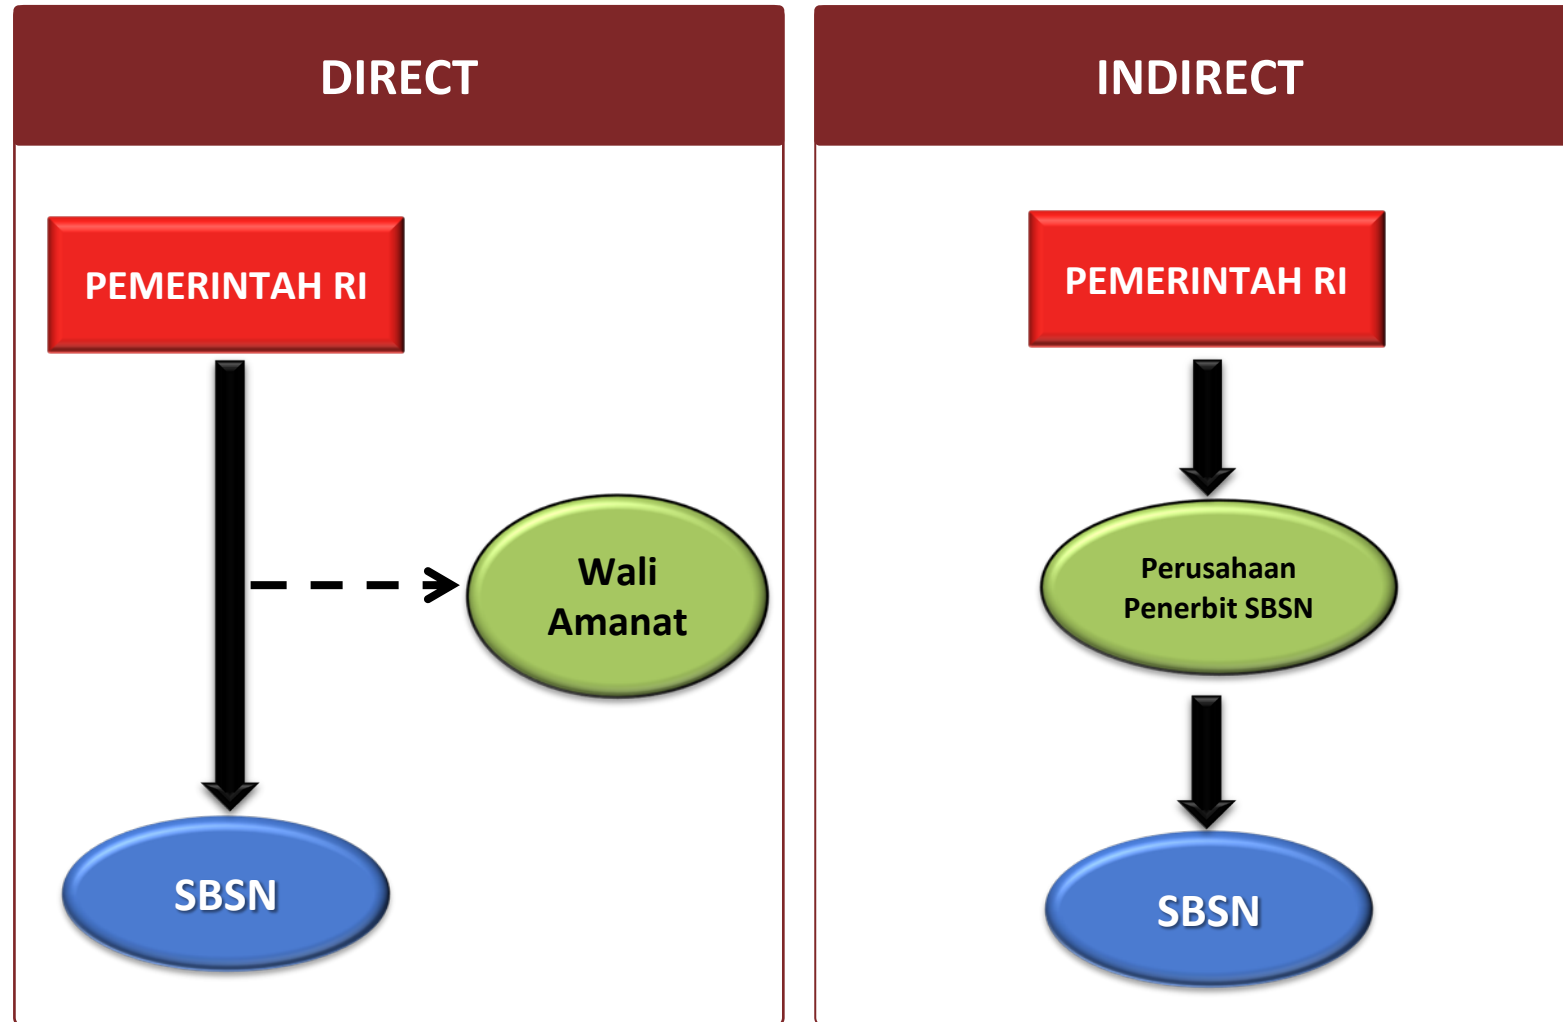 DIRECT
PEMERINTAH RI
Wali
Amanat
SBSN
INDIRECT
PEMERINTAH RI
Perusahaan
Penerbit SBSN
SBSN